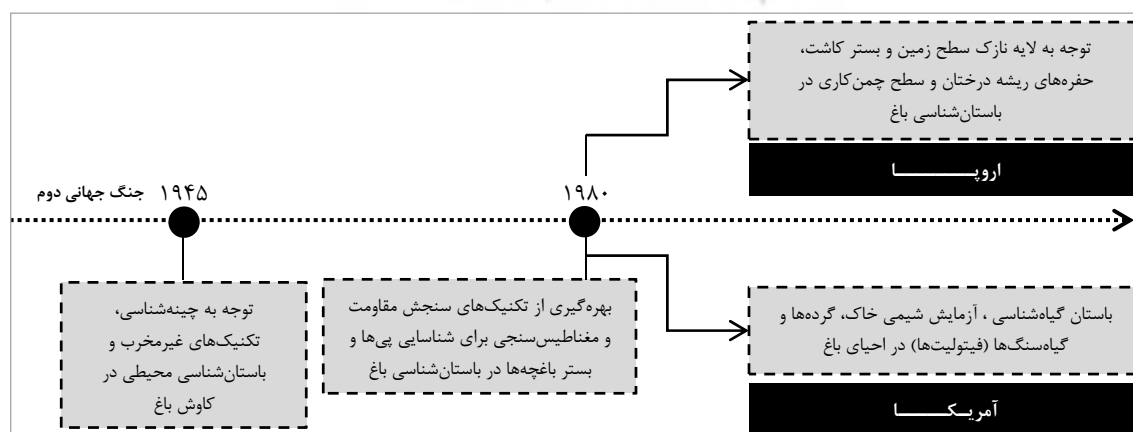 توجه به لایه نازک سطح زمین و بستر کاشت،
حفره‌های ریشه درختان و سطح چمن‌کاری در
باستان‌شناسی باغ
اروپـــــــــا
جنگ جهانی دوم ۱۹۴۵
۱۹۸۰
توجه به چینه‌شناسی،
تکنیک‌های غیرمخرب و
باستان‌شناسی محیطی در
کاوش باغ
بهره‌گیری از تکنیک‌های سنجش مقاومت
و مغناطیس‌سنجی برای شناسایی پی‌ها و
بستر باغچه‌ها در باستان‌شناسی باغ
باستان گیاه‌شناسی ، آزمایش شیمی خاک، گرده‌ها و
گیاه‌سنگ‌ها (فیتولیت‌ها) در احیای باغ
آمریـکـــــــا